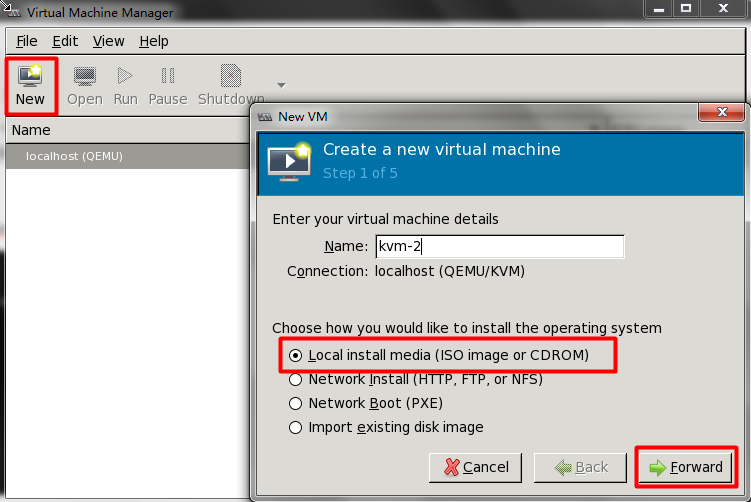 Virtual Machine Manager
File Edit View Help
New Open Run Pause Shutdown
Name
localhost (QEMU)
New VM
Create a new virtual machine
Step 1 of 5
Enter your virtual machine details
Name: kvm-2
Connection: localhost (QEMU/KVM)
Choose how you would like to install the operating system
Local install media (ISO image or CDROM)
Network Install (HTTP, FTP, or NFS)
Network Boot (PXE)
Import existing disk image
Cancel Back Forward